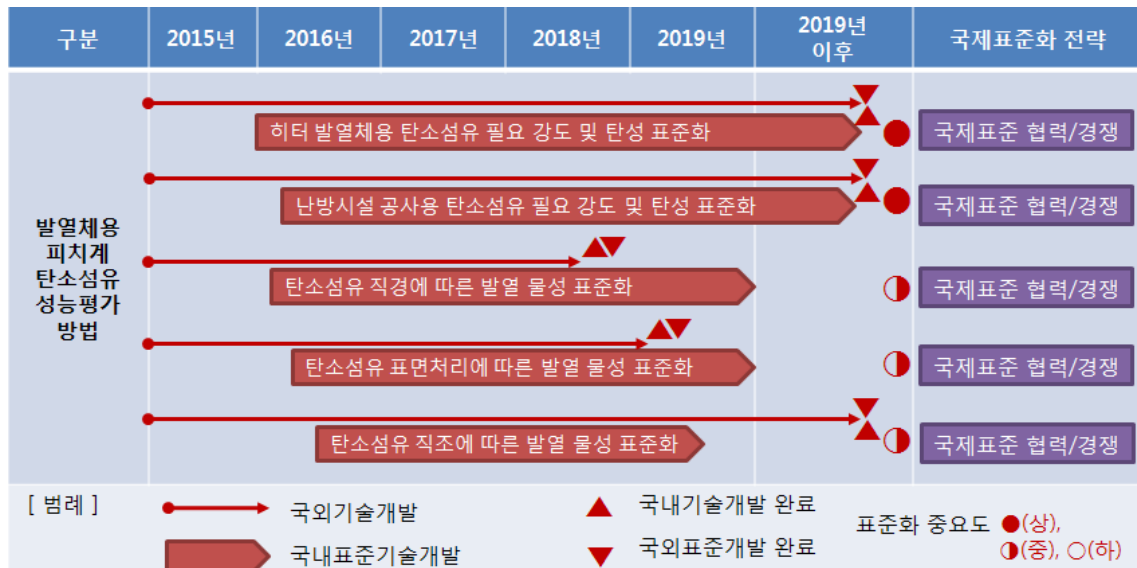 구분
2015년
2016년
2017년
2018년
2019년
2019년
이후
국제표준화 전략
발열체용
피치계
탄소섬유
성능평가
방법
히터 발열체용 탄소섬유 필요 강도 및 탄성 표준화
국제표준 협력/경쟁
난방시설 공사용 탄소섬유 필요 강도 및 탄성 표준화
국제표준 협력/경쟁
탄소섬유 직경에 따른 발열 물성 표준화
국제표준 협력/경쟁
탄소섬유 표면처리에 따른 발열 물성 표준화
국제표준 협력/경쟁
탄소섬유 직조에 따른 발열 물성 표준화
국제표준 협력/경쟁
[ 범례 ]
국외기술개발
국내기술개발 완료
국내표준기술개발
국외표준개발 완료
표준화 중요도 ●(상),
◑(중), ○(하)